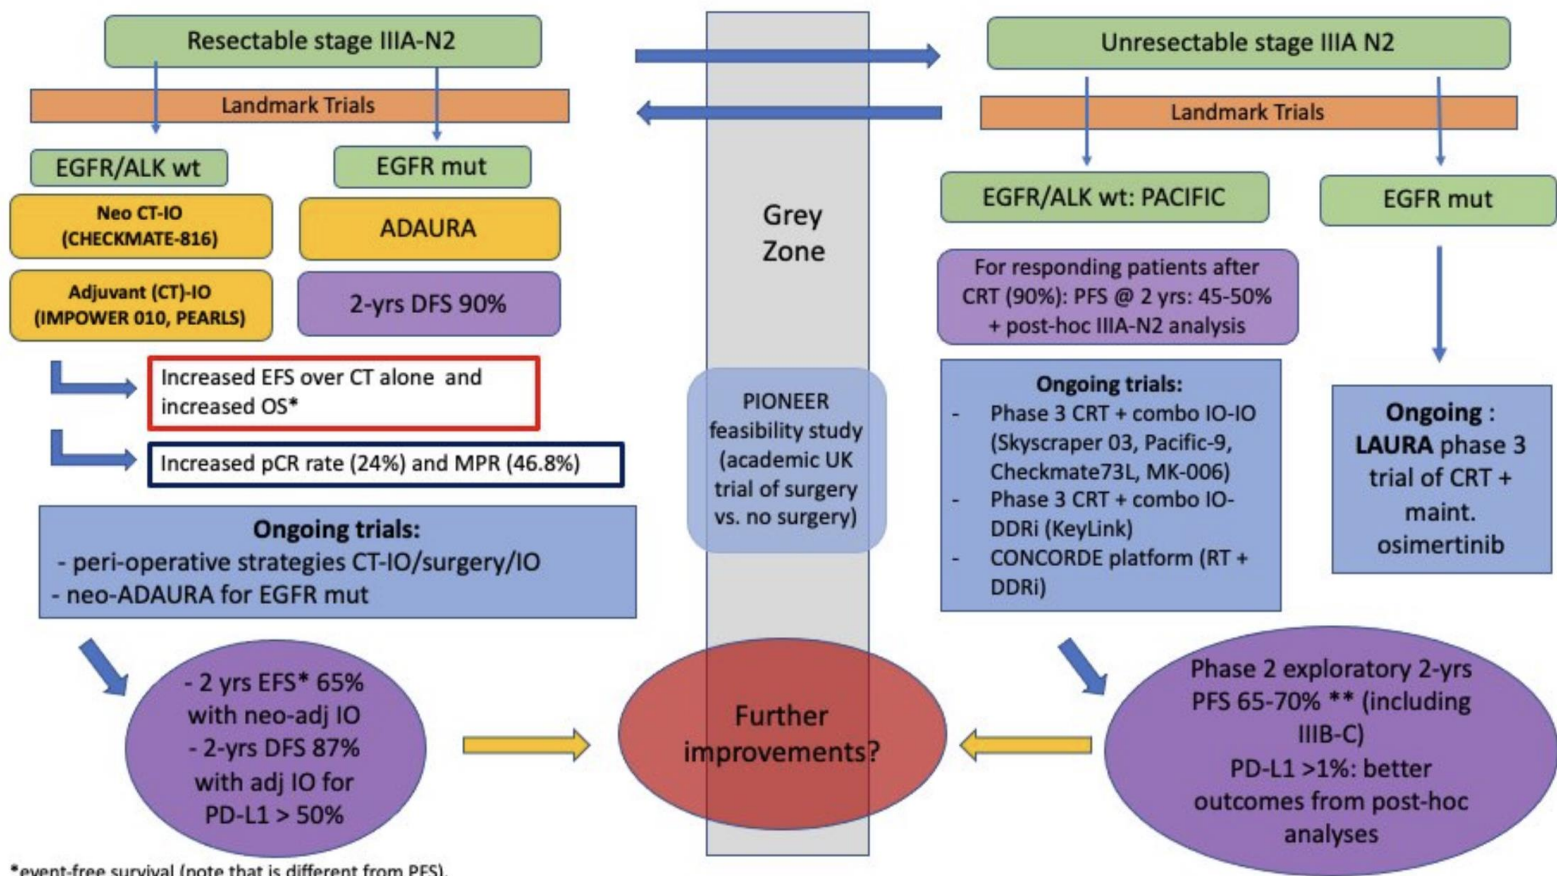 Resectable stage IIIA-N2
Landmark Trials
EGFR/ALK wt
Neo CT-IO
(CHECKMATE-816)
Adjuvant (CT)-IO
(IMPOWER 010, PEARLS)
EGFR mut
ADAURA
2-yrs DFS 90%
Increased EFS over CT alone and
increased OS*
Increased pCR rate (24%) and MPR (46.8%)
Ongoing trials:
- peri-operative strategies CT-IO/surgery/IO
- neo-ADAURA for EGFR mut
- 2 yrs EFS* 65%
with neo-adj IO
- 2-yrs DFS 87%
with adj IO for
PD-L1 > 50%
Grey
Zone
PIONEER
feasibility study
(academic UK
trial of surgery
vs. no surgery)
Further
improvements?
Unresectable stage IIIA N2
Landmark Trials
EGFR/ALK wt: PACIFIC
For responding patients after
CRT (90%): PFS @ 2 yrs: 45-50%
+ post-hoc IIIA-N2 analysis
Ongoing trials:
- Phase 3 CRT + combo IO-IO
(Skyscraper 03, Pacific-9,
Checkmate73L, MK-006)
- Phase 3 CRT + combo IO-
DDRi (KeyLink)
- CONCORDE platform (RT +
DDRi)
EGFR mut
Ongoing :
LAURA phase 3
trial of CRT +
maint.
osimertinib
Phase 2 exploratory 2-yrs
PFS 65-70% ** (including
IIIB-C)
PD-L1 >1%: better
outcomes from post-hoc
analyses
*event-free survival (note that is different from PFS).